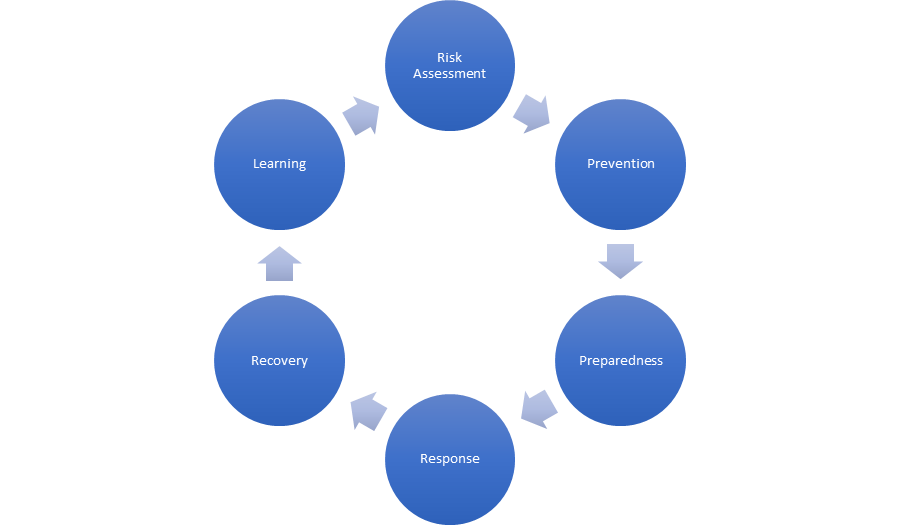 Risk
Assessment
Prevention
Preparedness
Response
Recovery
Learning